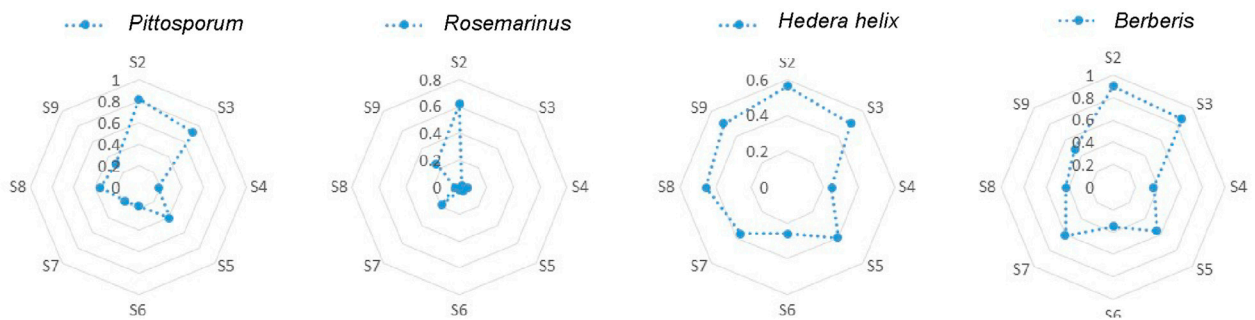 Pittosporum
S2
1
0.8
0.6
0.4
0.2
0
S3
S4
S5
S6
S7
S8
S9
Rosemarinus
S2
0.8
0.6
0.4
0.2
0
S3
S4
S5
S6
S7
S8
S9
Hedera helix
S2
0.6
0.4
0.2
0
S3
S4
S5
S6
S7
S8
S9
Berberis
S2
1
0.8
0.6
0.4
0.2
0
S3
S4
S5
S6
S7
S8
S9